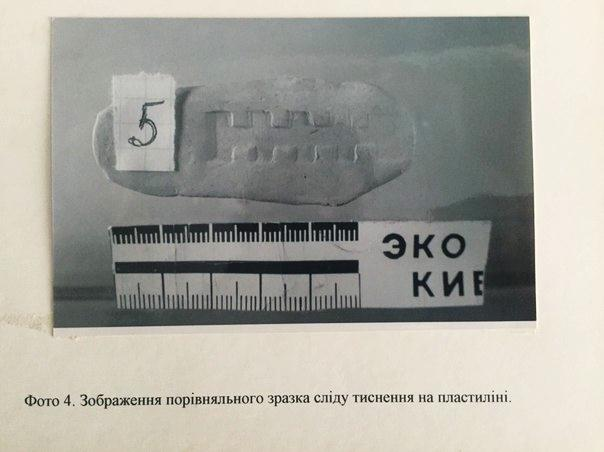 5
ЭКО
КИЕ
Фото 4. Зображення порівняльного зразка сліду тиснення на пластиліні.